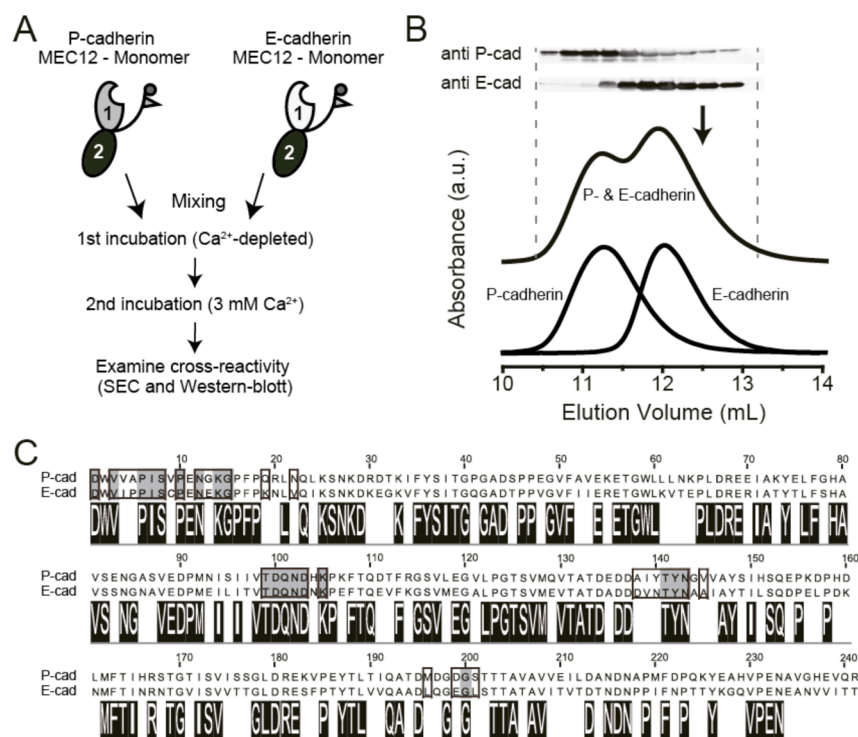 A
P-cadherin
MEC12 - Monomer
E-cadherin
MEC12 - Monomer
1
2
1
2
Mixing
1st incubation (Ca²⁺-depleted)
2nd incubation (3 mM Ca²⁺)
Examine cross-reactivity
(SEC and Western-blott)
B
anti P-cad
anti E-cad
Absorbance (a.u.)
P- & E-cadherin
P-cadherin
E-cadherin
10 11 12 13 14
Elution Volume (mL)
C
10 20 30 40 50 60 70 80
P-cad DWVVAPISVPENGKGPFPQRLNQLKSNKDRDTKIFYSITGPGADSPPEGVFAVEKETGWLLLNKPLDREEIAKYELFGHA
E-cad DWVIPPISCPENEKGPFPKNLVQIKSNKDKEGKVFYSITGQGADTPPVGVFIIERETGWLKVTEPLDRERIATYTLFSHA
DWV PIS PEN KGPFP L Q KSNKD K FYSITG GAD PP GVF E ETGWL PLDRE IA Y LF HA
90 100 110 120 130 140 150 160
P-cad VSENGASVEDPMNISIIVTDQNDHKPKFTQDTFRGSVLEGVLPGTSVMQVTATDEDDAIYTYNGVVAYSIHSQEPKDPHD
E-cad VSSNGNAVEDPMEILITVTDQNDNKPEFTQEVFKGSVMEGALPGTSVMEVTATDADDDVNTYNAAIAYTILSQDPELPDK
VS NG VEDPM I I VTDQND KP FTQ F GSV EG LPGTSVM VTATD DD TYN AY I SQ P P
170 180 190 200 210
P-cad LMFTIHRSTGTISVISSGLDREKVPEYTLTIQATDMDGDGSTTTAVAVVEILDANDNAPMFDPQKYEAHVPENAVGHEVQR
E-cad NMFTINRNTGVISVVTTGLDRESFPTYTLVVQAADLQGEGLSTTATAVITVTDTNDNPPIFNPTTYKGQVPENEANVVITT
MFTI R TG ISV GLDRE P YTL QA D G G TTA AV D NDN P F P Y VPEN